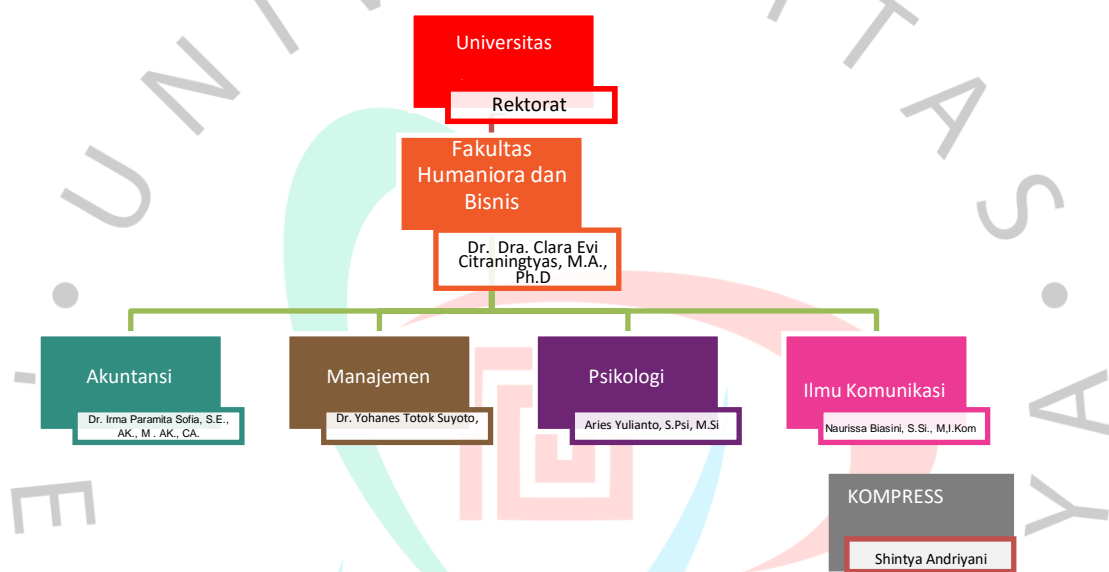 Universitas
Rektorat
Fakultas
Humaniora dan
Bisnis
Dr. Dra. Clara Evi
Citraningtyas, M.A.,
Ph.D
Akuntansi
Dr. Irma Paramita Sofia, S.E.,
AK., M . AK., CA.
Manajemen
Dr. Yohanes Totok Suyoto,
Psikologi
Aries Yulianto, S.Psi, M.Si
Ilmu Komunikasi
Naurissa Biasini, S.Si., M,I.Kom
KOMPRESS
Shintya Andriyani